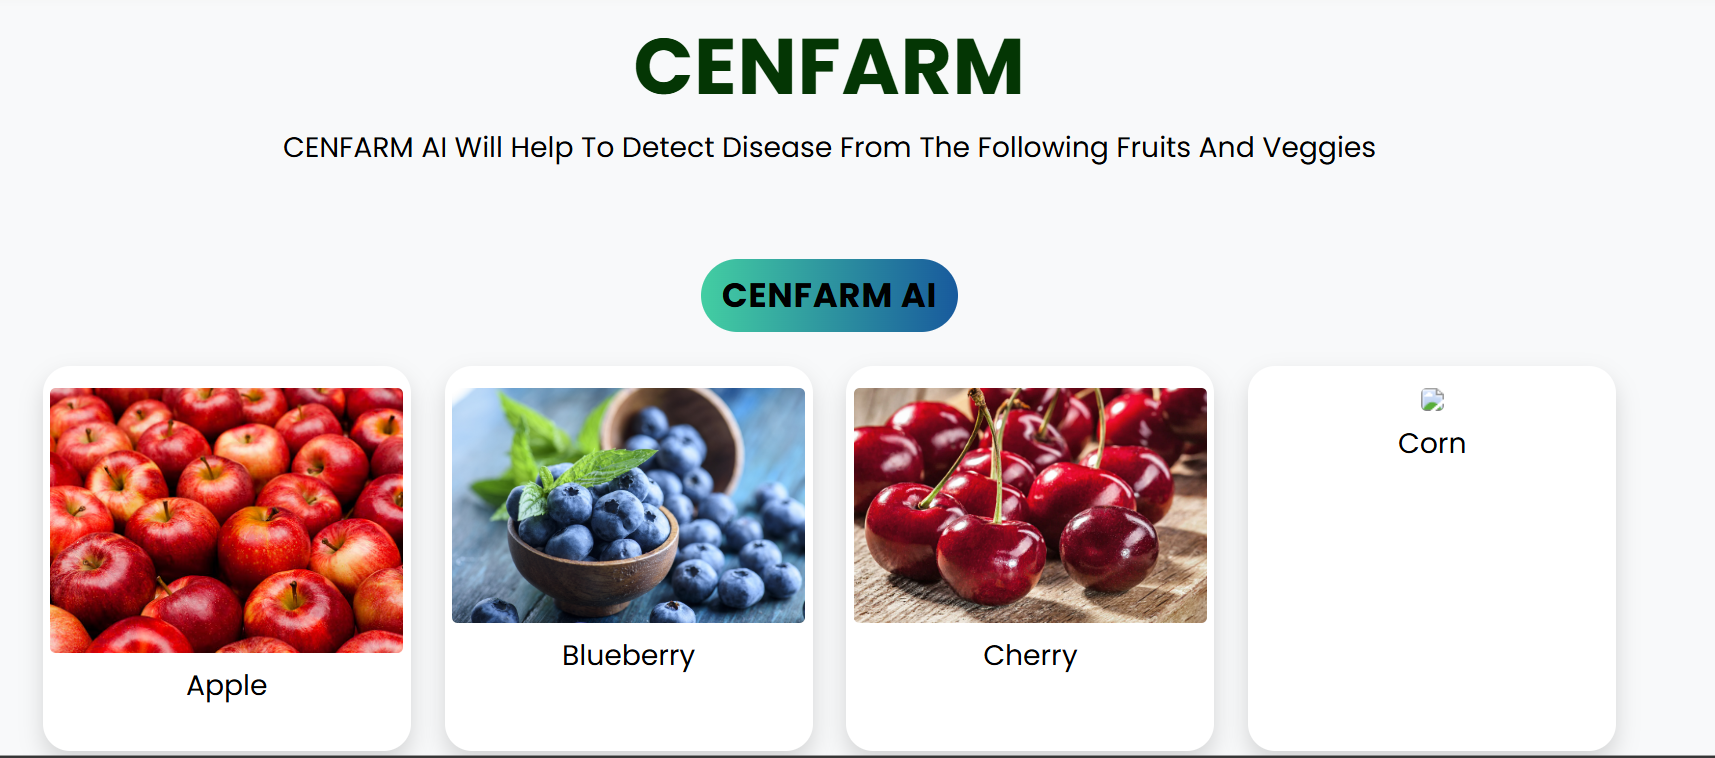 CENFARM
CENFARM AI Will Help To Detect Disease From The Following Fruits And Veggies
CENFARM AI
Apple
Blueberry
Cherry
Corn